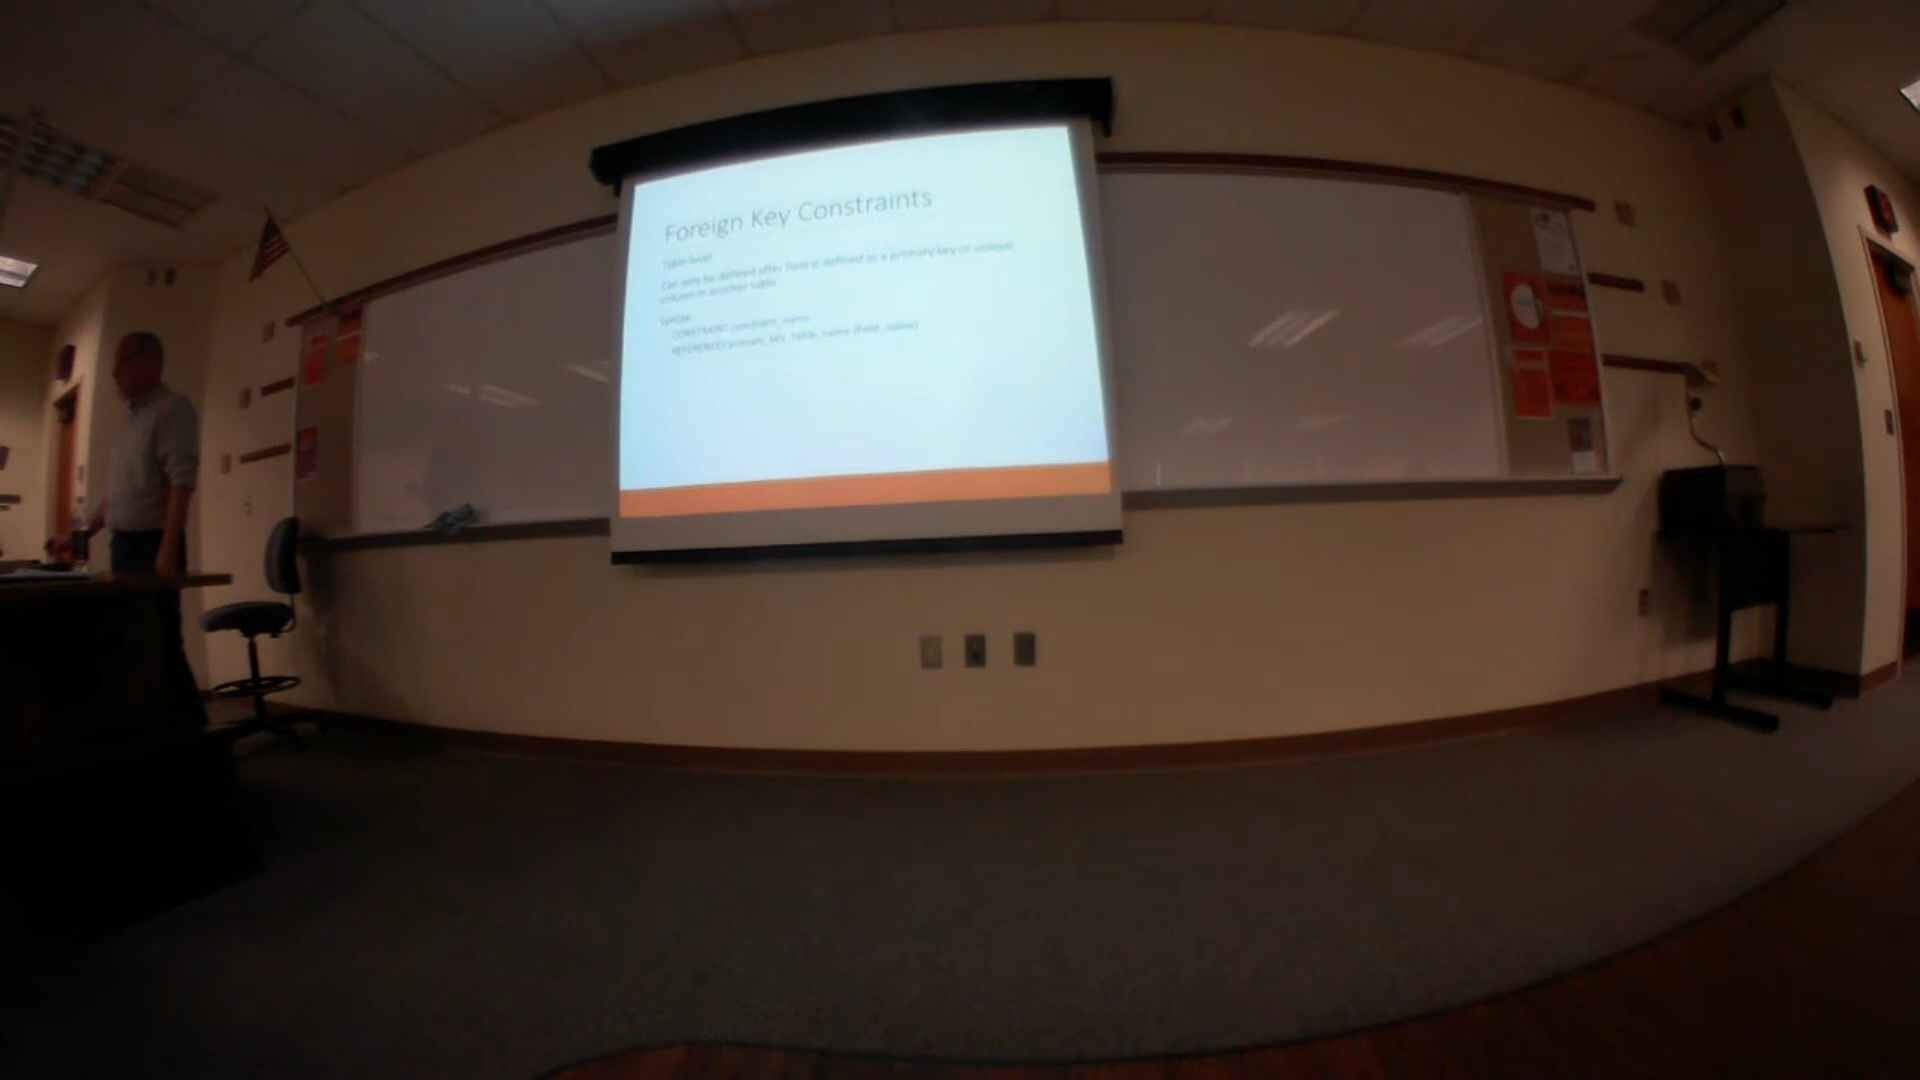 Foreign Key Constraints
Table level
Can only be defined after field is defined as a primary key or unique
column in another table
Syntax:
CONSTRAINT constraint_name
REFERENCES primary_key_table_name (field_name)